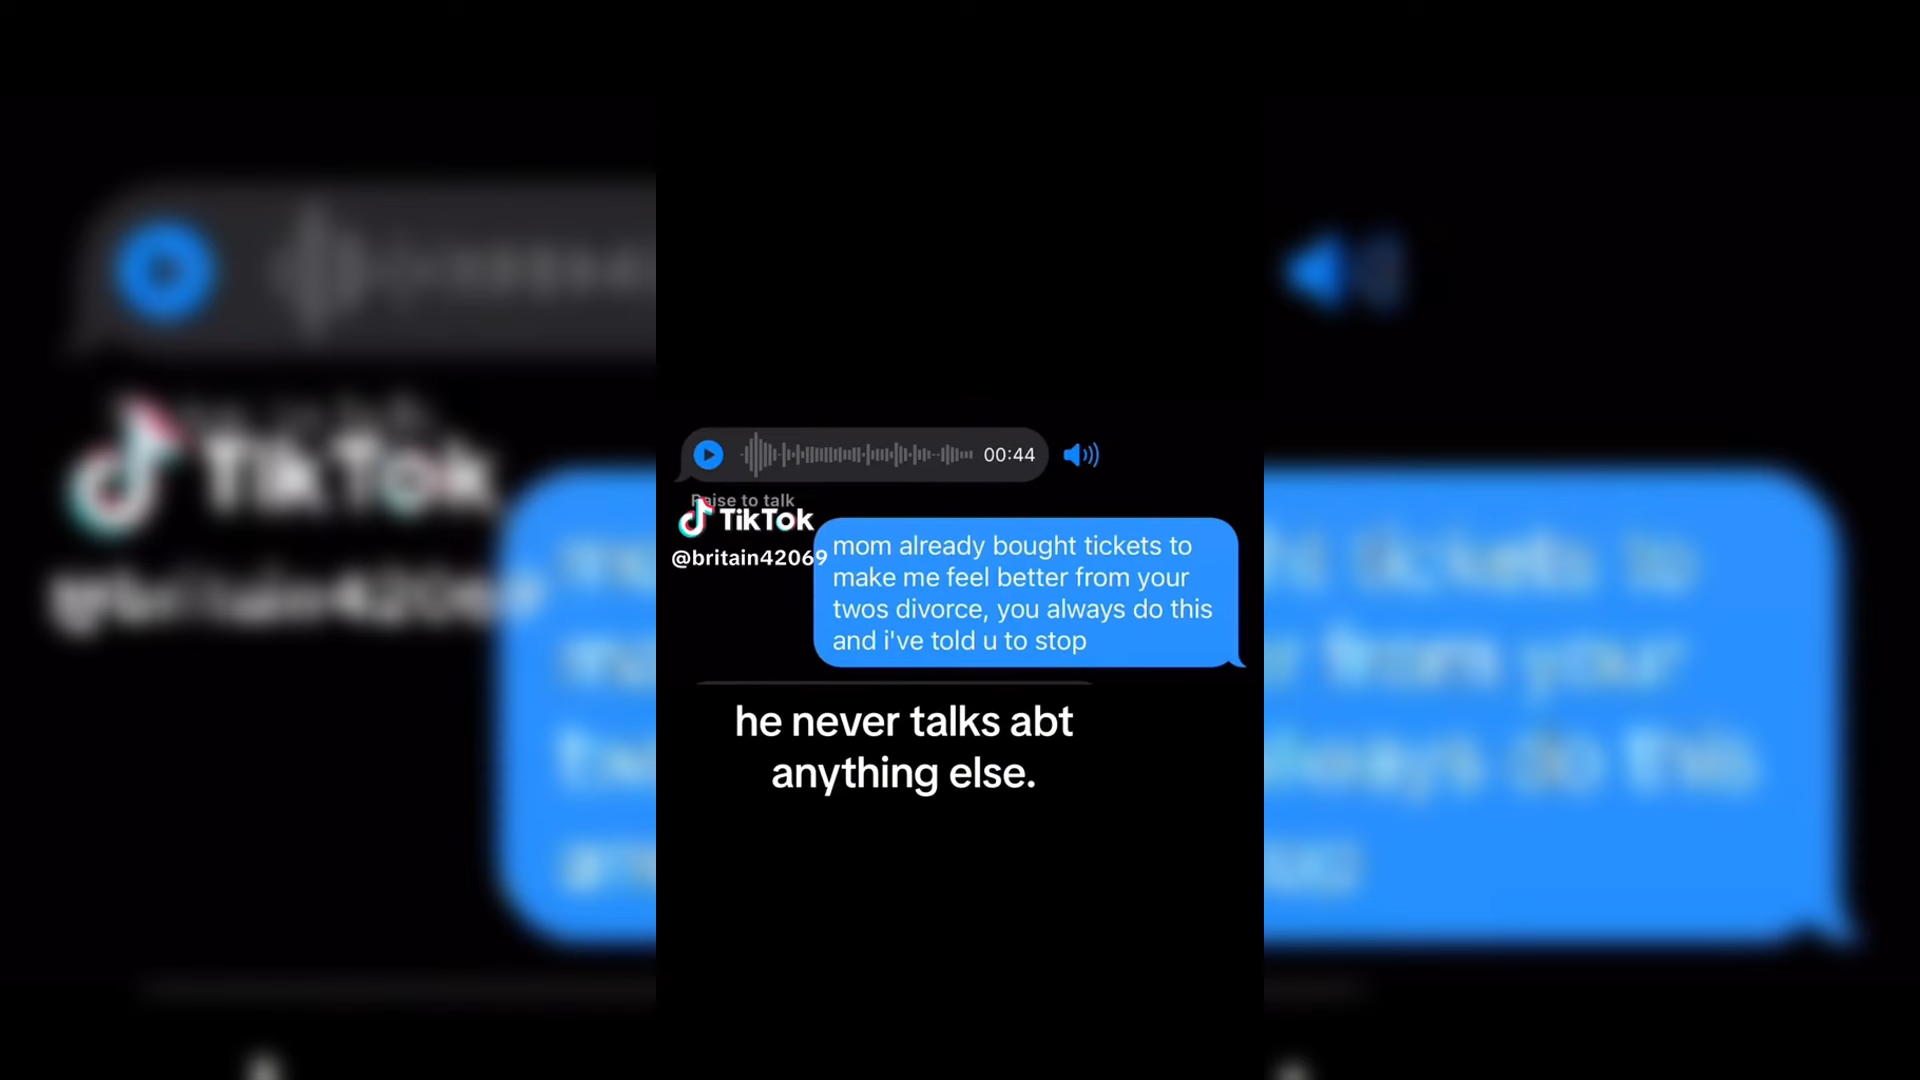 00:44
Raise to talk
TikTok
@britain42069
mom already bought tickets to
make me feel better from your
twos divorce, you always do this
and i've told u to stop
he never talks abt
anything else.